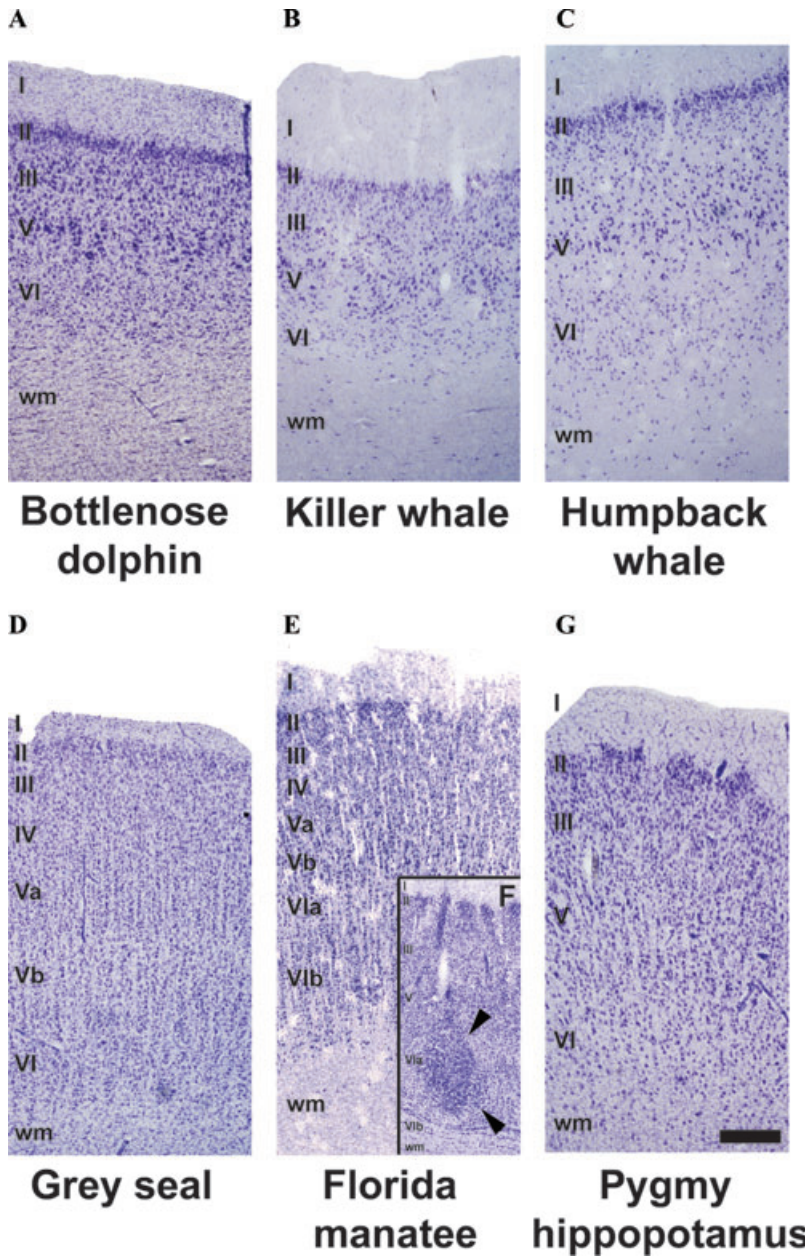 A
B
C
I
II
III
V
VI
wm
I
II
III
V
VI
wm
I
II
III
V
VI
wm
Bottlenose
dolphin
Killer whale
Humpback
whale
D
E
G
I
II
III
IV
Va
Vb
VI
wm
I
II
III
IV
Va
Vb
VIa
VIb
wm
F
I
II
III
V
VIa
VIb
wm
I
II
III
V
VI
wm
Grey seal
Florida
manatee
Pygmy
hippopotamus